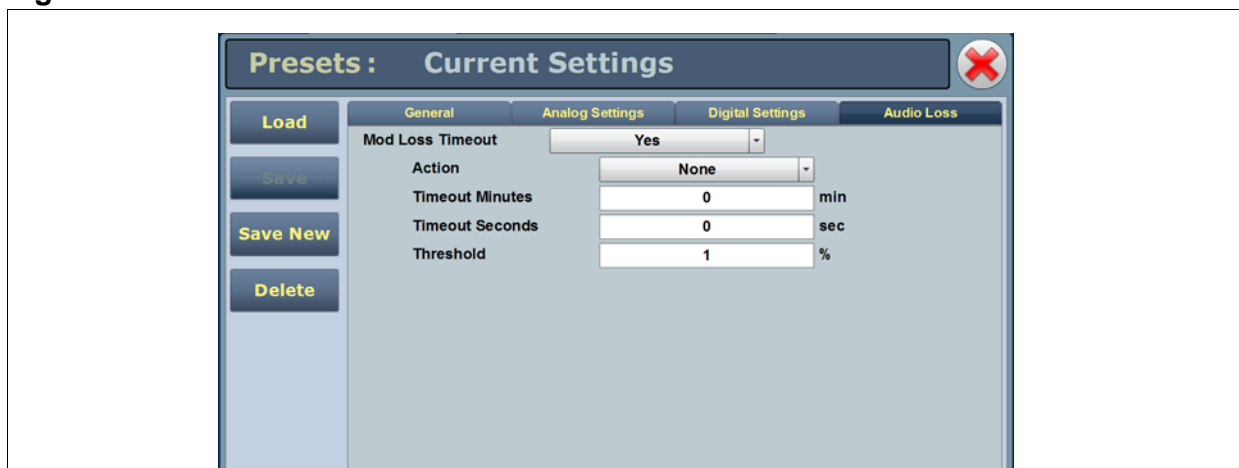 Presets: Current Settings
Load
Save
Save New
Delete
General Analog Settings Digital Settings Audio Loss
Mod Loss Timeout Yes
Action None
Timeout Minutes 0 min
Timeout Seconds 0 sec
Threshold 1 %